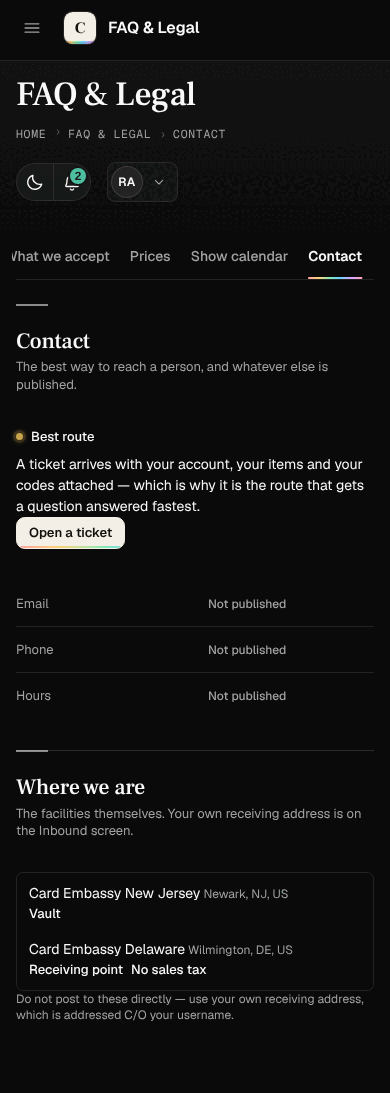 C FAQ & Legal
FAQ & Legal
HOME › FAQ & LEGAL › CONTACT
2
RA
What we accept Prices Show calendar Contact
Contact
The best way to reach a person, and whatever else is
published.
Best route
A ticket arrives with your account, your items and your
codes attached — which is why it is the route that gets
a question answered fastest.
Open a ticket
Email Not published
Phone Not published
Hours Not published
Where we are
The facilities themselves. Your own receiving address is on
the Inbound screen.
Card Embassy New Jersey Newark, NJ, US
Vault
Card Embassy Delaware Wilmington, DE, US
Receiving point No sales tax
Do not post to these directly — use your own receiving address,
which is addressed C/O your username.